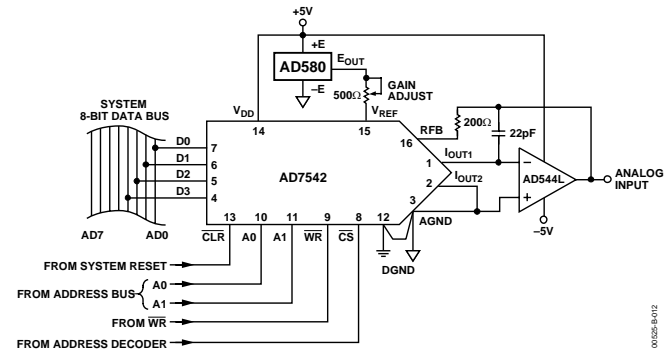 +5V
+E
AD580
EOUT
–E
GAIN
ADJUST
500Ω
SYSTEM
8-BIT DATA BUS
VDD
VREF
14
15
RFB
200Ω
22pF
16
D0
7
D1
6
D2
5
D3
4
AD7542
1
IOUT1
2
IOUT2
3
AGND
–
+
AD544L
ANALOG
INPUT
–5V
AD7
AD0
13
10
11
9
8
12
CLR
A0
A1
WR
CS
DGND
FROM SYSTEM RESET
FROM ADDRESS BUS
A0
A1
FROM WR
FROM ADDRESS DECODER
00525-B-012